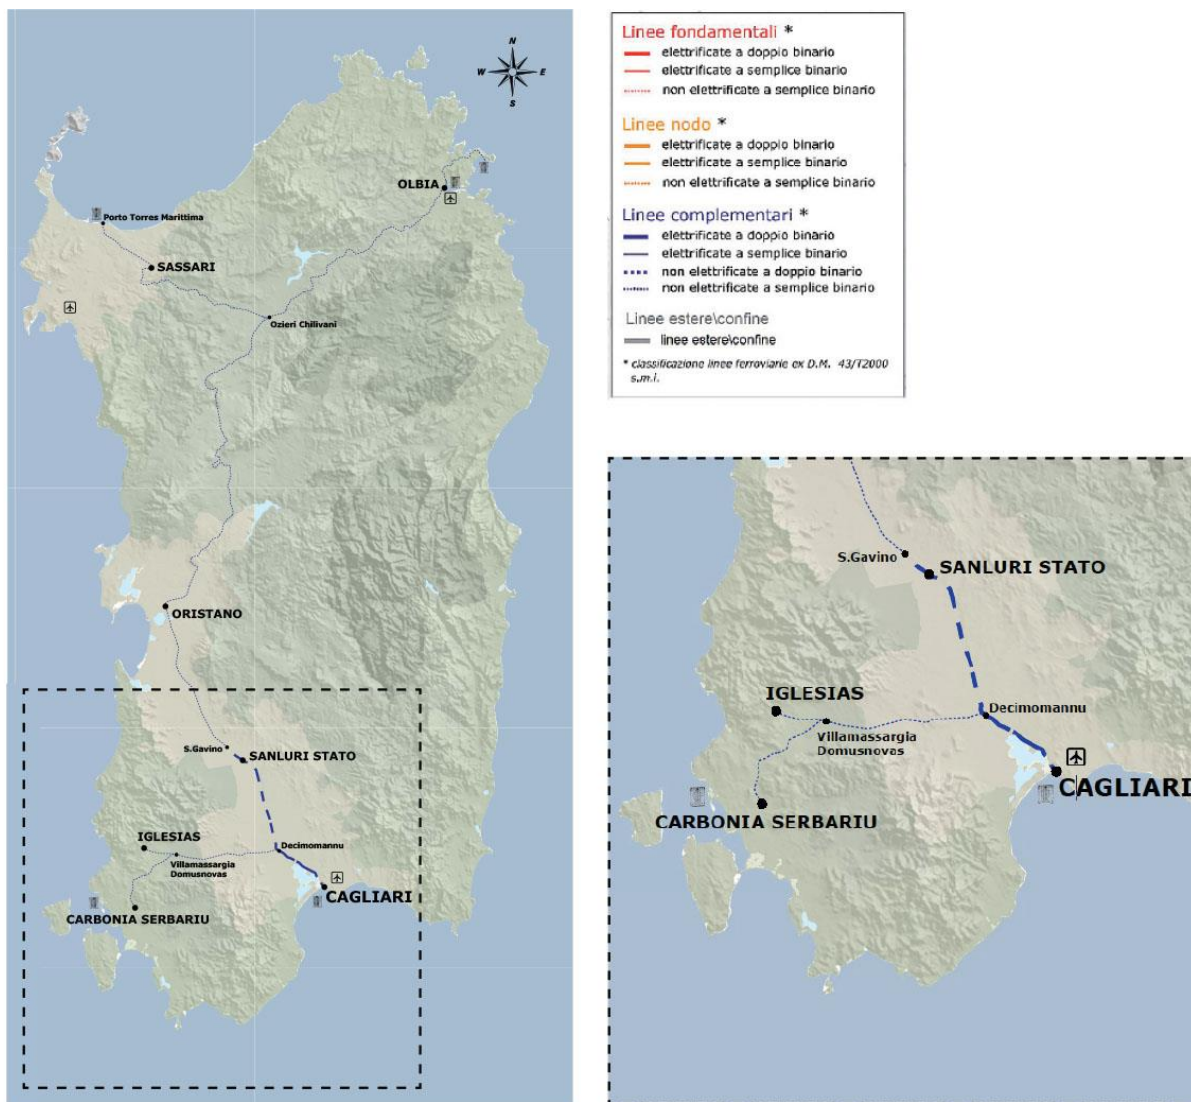 N
W
E
S
OLBIA
Porto Torres Marittima
SASSARI
Ozieri Chilivani
ORISTANO
S.Gavino
SANLURI STATO
IGLESIAS
Decimomannu
Villamassargia
Domusnovas
CAGLIARI
CARBONIA SERBARIU
Linee fondamentali *
elettrificate a doppio binario
elettrificate a semplice binario
non elettrificate a semplice binario
Linee nodo *
elettrificate a doppio binario
elettrificate a semplice binario
non elettrificate a semplice binario
Linee complementari *
elettrificate a doppio binario
elettrificate a semplice binario
non elettrificate a doppio binario
non elettrificate a semplice binario
Linee estere\confine
linee estere\confine
* classificazione linee ferroviarie ex D.M. 43/T2000
s.m.i.
S.Gavino
SANLURI STATO
IGLESIAS
Decimomannu
Villamassargia
Domusnovas
CAGLIARI
CARBONIA SERBARIU